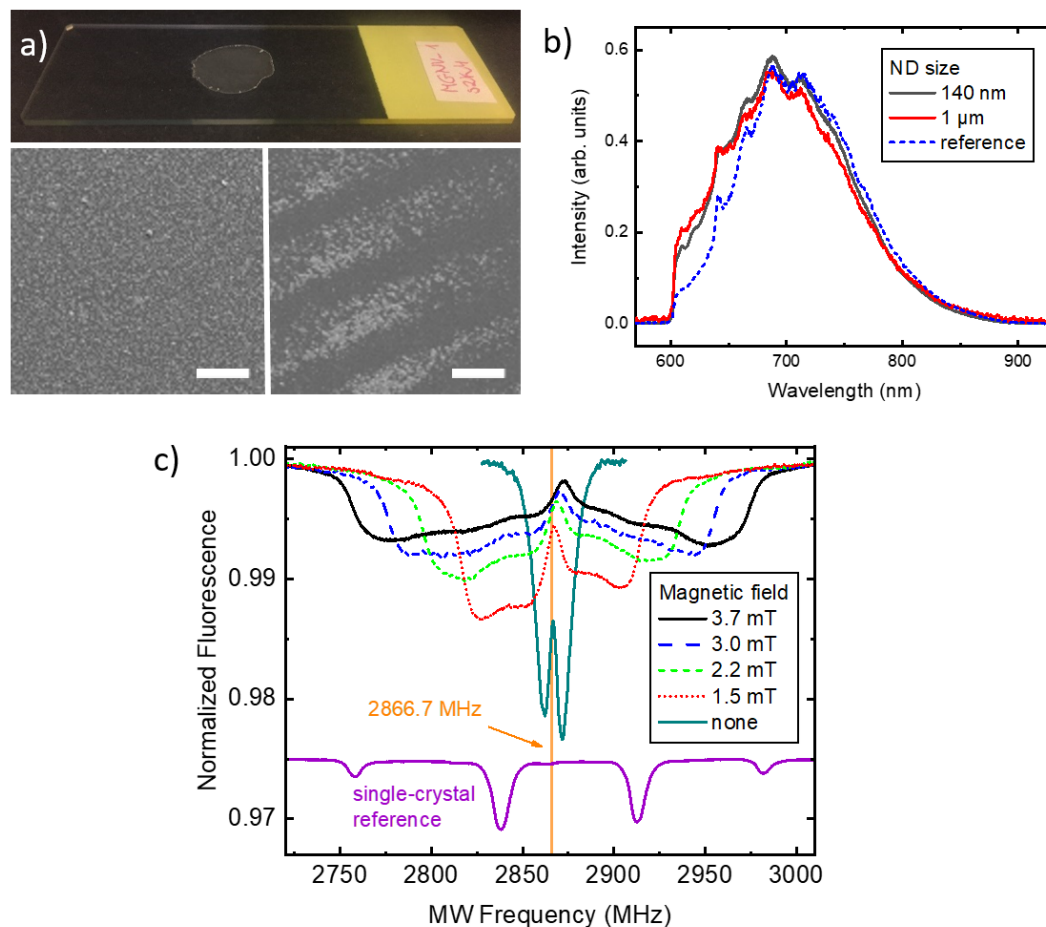 a)
MGNV_1
S2K4
b)
Intensity (arb. units)
0.6
0.4
0.2
0.0
600
700
800
900
Wavelength (nm)
ND size
140 nm
1 µm
reference
c)
Normalized Fluorescence
1.00
0.99
0.98
0.97
2750
2800
2850
2900
2950
3000
MW Frequency (MHz)
Magnetic field
3.7 mT
3.0 mT
2.2 mT
1.5 mT
none
2866.7 MHz
single-crystal
reference